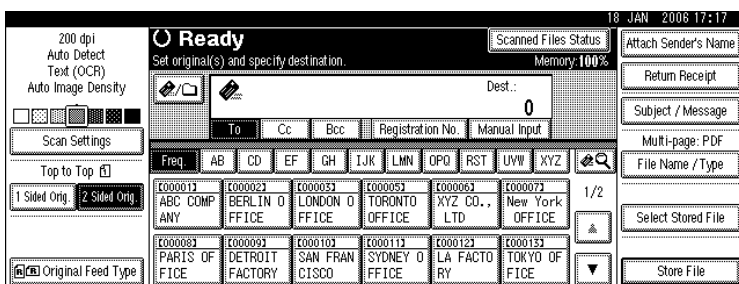 18 JAN 2006 17:17
200 dpi
Auto Detect
Text (OCR)
Auto Image Density
Scan Settings
Top to Top
1 Sided Orig.
2 Sided Orig.
Original Feed Type
Ready
Scanned Files Status
Set original(s) and specify destination.
Memory:100%
Dest.:
0
To
Cc
Bcc
Registration No.
Manual Input
Freq.
AB
CD
EF
GH
IJK
LMN
OPQ
RST
UVW
XYZ
[00001]
ABC COMP
ANY
[00002]
BERLIN O
FFICE
[00003]
LONDON O
FFICE
[00005]
TORONTO
OFFICE
[00006]
XYZ CO.,
LTD
[00007]
New York
OFFICE
1/2
[00008]
PARIS OF
FICE
[00009]
DETROIT
FACTORY
[00010]
SAN FRAN
CISCO
[00011]
SYDNEY O
FFICE
[00012]
LA FACTO
RY
[00013]
TOKYO OF
FICE
Attach Sender's Name
Return Receipt
Subject / Message
Multi-page: PDF
File Name / Type
Select Stored File
Store File